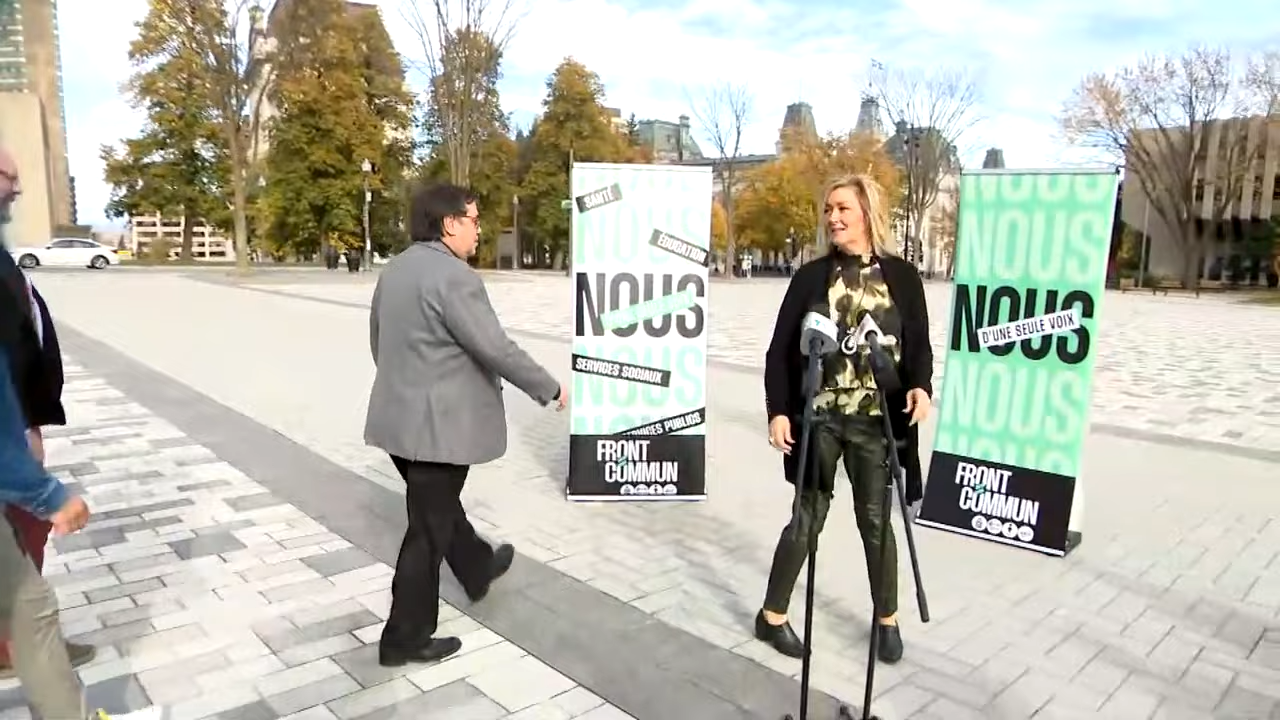 SANTÉ
ÉDUCATION
NOUS
NOUS
SERVICES SOCIAUX
NOUS
SERVICES PUBLICS
FRONT
COMMUN
NOUS
NOUS
NOUS
D'UNE SEULE VOIX
NOUS
NOUS
FRONT
COMMUN